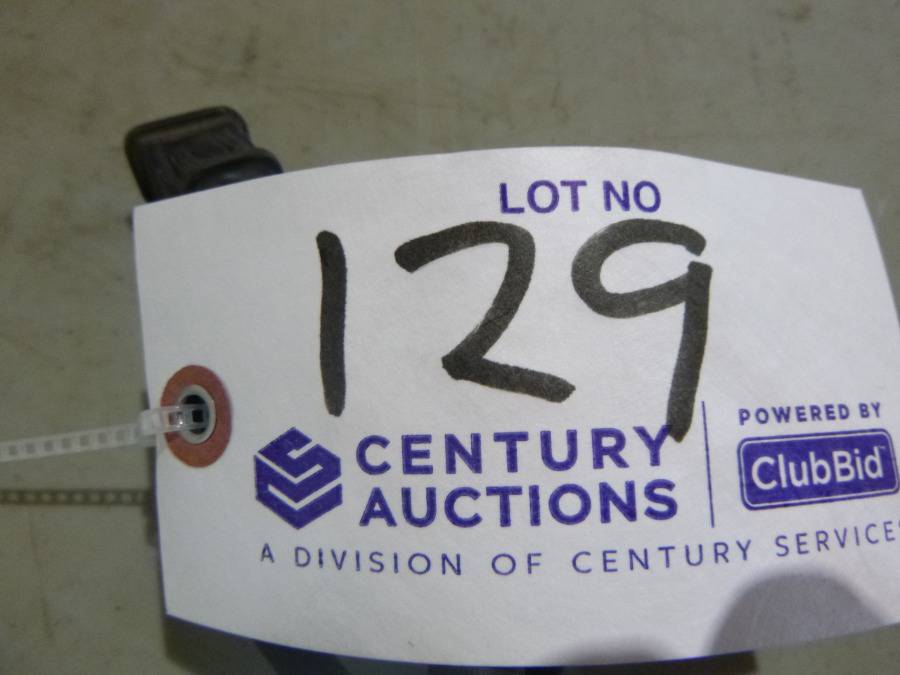 LOT NO
129
CENTURY
AUCTIONS
POWERED BY
ClubBid
A DIVISION OF CENTURY SERVICES